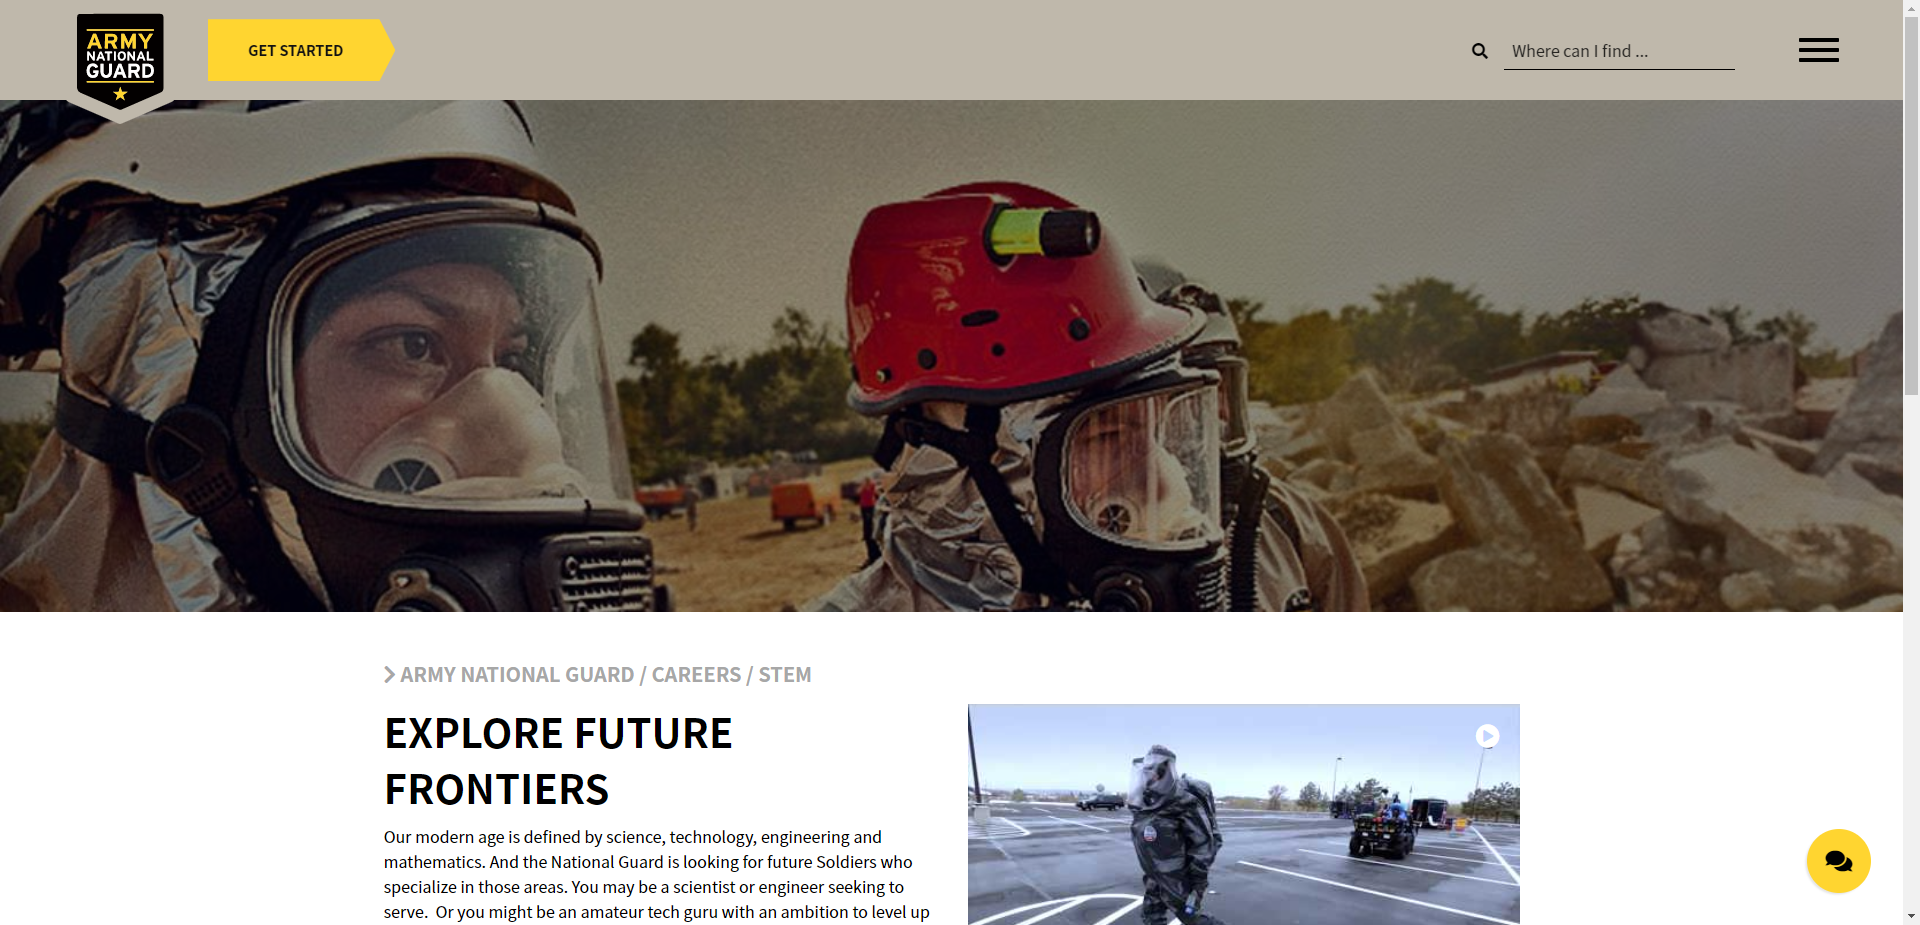 ARMY
NATIONAL
GUARD
GET STARTED
Where can I find ...
ARMY NATIONAL GUARD / CAREERS / STEM
EXPLORE FUTURE
FRONTIERS
Our modern age is defined by science, technology, engineering and
mathematics. And the National Guard is looking for future Soldiers who
specialize in those areas. You may be a scientist or engineer seeking to
serve.  Or you might be an amateur tech guru with an ambition to level up